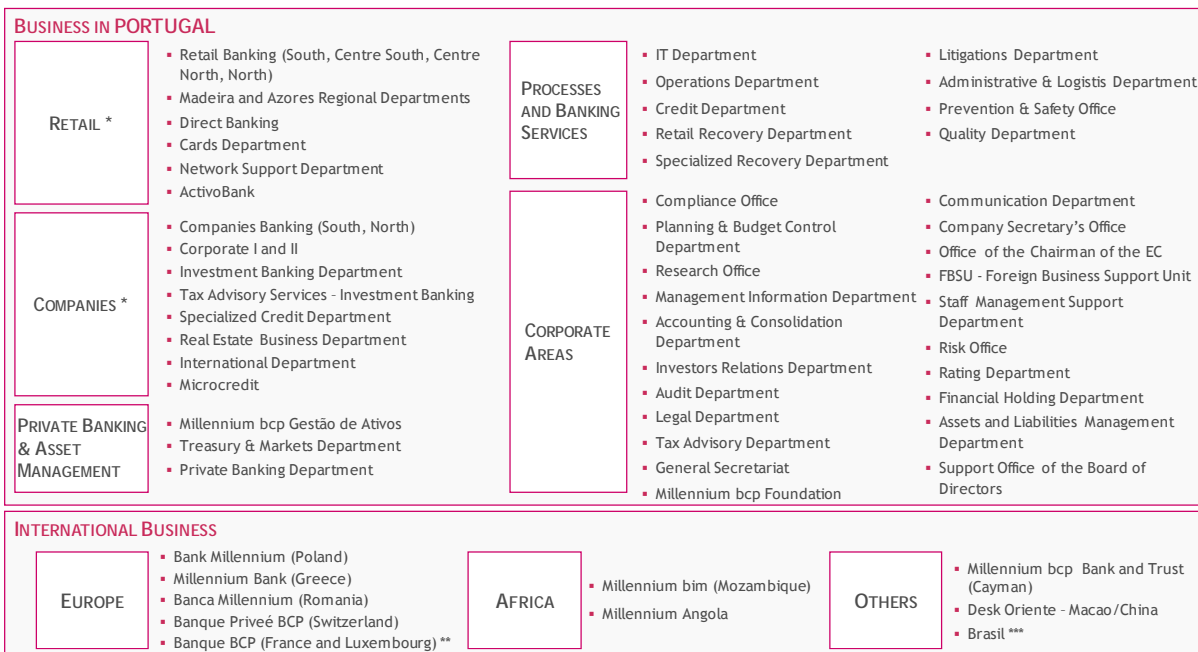 BUSINESS IN PORTUGAL
RETAIL *
▪ Retail Banking (South, Centre South, Centre
North, North)
▪ Madeira and Azores Regional Departments
▪ Direct Banking
▪ Cards Department
▪ Network Support Department
▪ ActivoBank
COMPANIES *
▪ Companies Banking (South, North)
▪ Corporate I and II
▪ Investment Banking Department
▪ Tax Advisory Services - Investment Banking
▪ Specialized Credit Department
▪ Real Estate Business Department
▪ International Department
▪ Microcredit
PRIVATE BANKING
& ASSET
MANAGEMENT
▪ Millennium bcp Gestão de Ativos
▪ Treasury & Markets Department
▪ Private Banking Department
PROCESSES
AND BANKING
SERVICES
▪ IT Department
▪ Operations Department
▪ Credit Department
▪ Retail Recovery Department
▪ Specialized Recovery Department
▪ Litigations Department
▪ Administrative & Logistis Department
▪ Prevention & Safety Office
▪ Quality Department
CORPORATE
AREAS
▪ Compliance Office
▪ Planning & Budget Control
Department
▪ Research Office
▪ Management Information Department
▪ Accounting & Consolidation
Department
▪ Investors Relations Department
▪ Audit Department
▪ Legal Department
▪ Tax Advisory Department
▪ General Secretariat
▪ Millennium bcp Foundation
▪ Communication Department
▪ Company Secretary's Office
▪ Office of the Chairman of the EC
▪ FBSU - Foreign Business Support Unit
▪ Staff Management Support
Department
▪ Risk Office
▪ Rating Department
▪ Financial Holding Department
▪ Assets and Liabilities Management
Department
▪ Support Office of the Board of
Directors
INTERNATIONAL BUSINESS
EUROPE
▪ Bank Millennium (Poland)
▪ Millennium Bank (Greece)
▪ Banca Millennium (Romania)
▪ Banque Priveé BCP (Switzerland)
▪ Banque BCP (France and Luxembourg) **
AFRICA
▪ Millennium bim (Mozambique)
▪ Millennium Angola
OTHERS
▪ Millennium bcp Bank and Trust
(Cayman)
▪ Desk Oriente - Macao/China
▪ Brasil ***